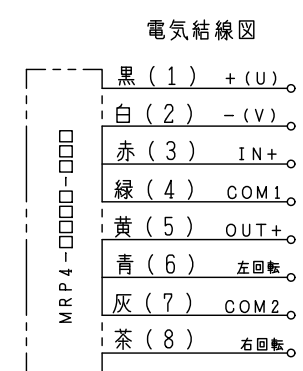 電気結線図
黒(1) +(U)
白(2) -(V)
赤(3) IN+
緑(4) COM1
黄(5) OUT+
青(6) 左回転
灰(7) COM2
茶(8) 右回転
MRP4-□□□□-□□